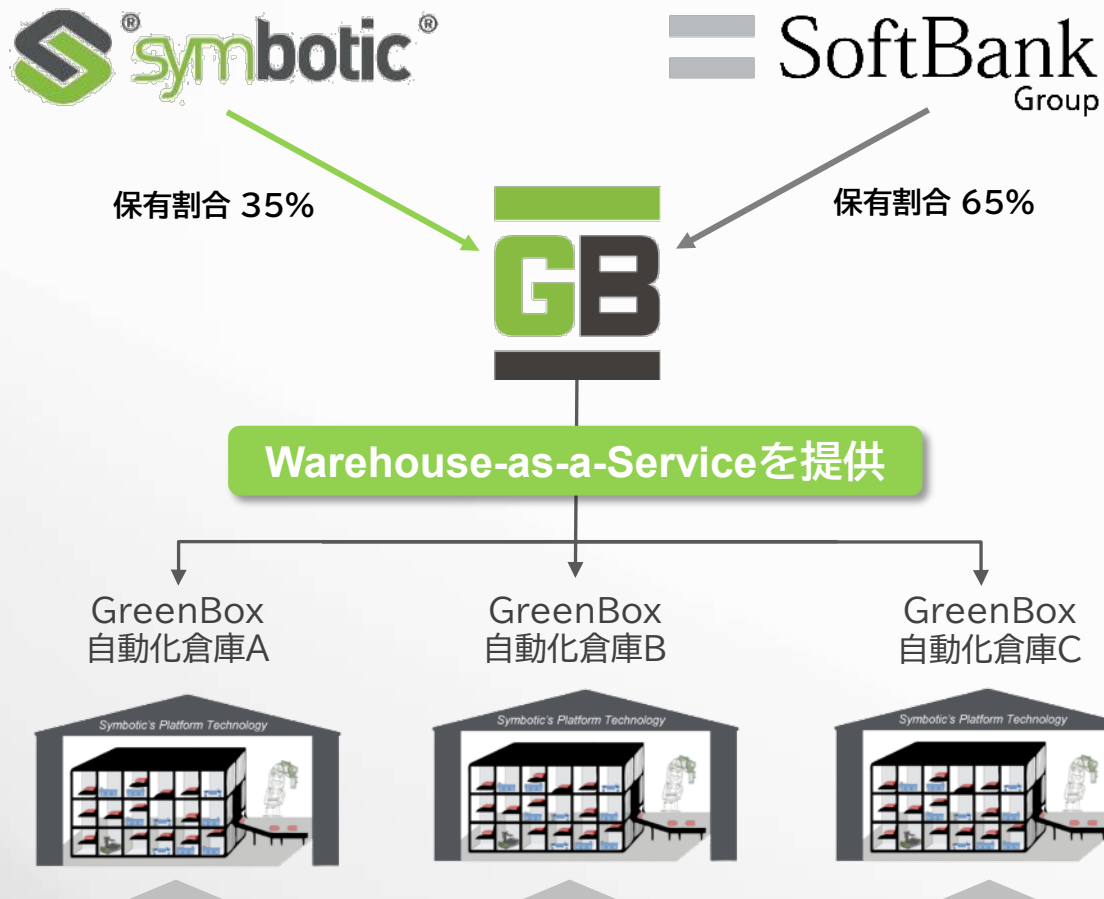 symbotic®
SoftBank
Group
保有割合 35%
保有割合 65%
GB
Warehouse-as-a-Serviceを提供
GreenBox
自動化倉庫A
GreenBox
自動化倉庫B
GreenBox
自動化倉庫C
Symbotic's Platform Technology
Symbotic's Platform Technology
Symbotic's Platform Technology